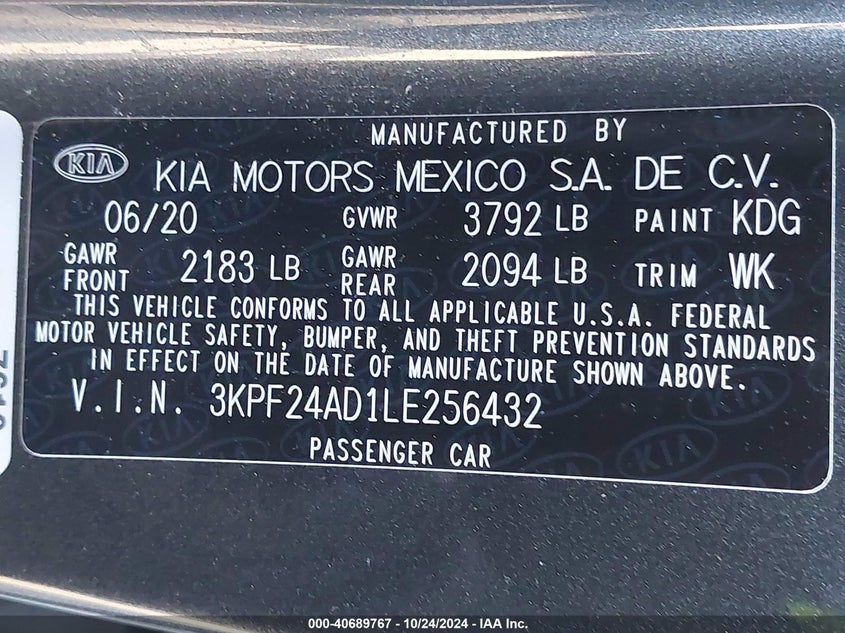 MANUFACTURED BY
KIA KIA MOTORS MEXICO S.A. DE C.V.
06/20 GVWR 3792 LB PAINT KDG
GAWR FRONT 2183 LB GAWR REAR 2094 LB TRIM WK
THIS VEHICLE CONFORMS TO ALL APPLICABLE U.S.A. FEDERAL
MOTOR VEHICLE SAFETY, BUMPER, AND THEFT PREVENTION STANDARDS
IN EFFECT ON THE DATE OF MANUFACTURE SHOWN ABOVE.
V.I.N. 3KPF24AD1LE256432
PASSENGER CAR
000-40689767 - 10/24/2024 - IAA Inc.